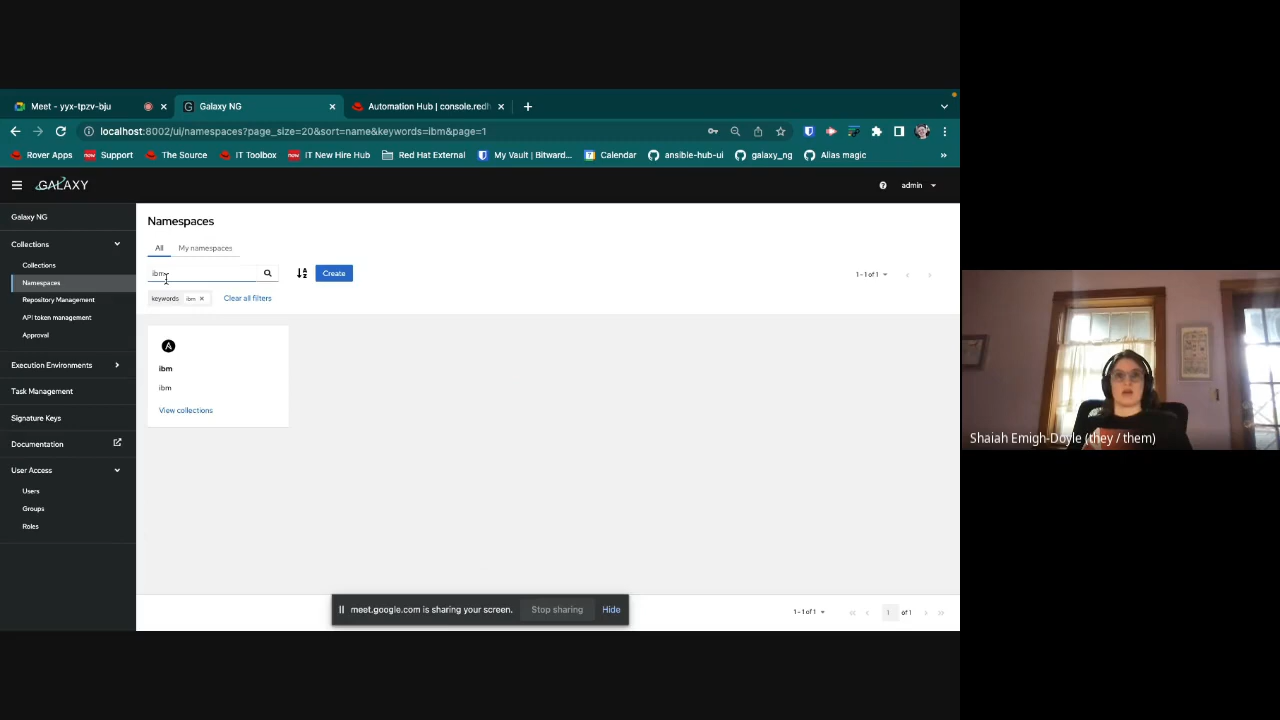 Meet - yyx-tpzv-bju
Galaxy NG
Automation Hub | console.redh
localhost:8002/ui/namespaces?page_size=20&sort=name&keywords=ibm&page=1
Rover Apps
Support
The Source
IT Toolbox
IT New Hire Hub
Red Hat External
My Vault | Bitward...
Calendar
ansible-hub-ui
galaxy_ng
Alias magic
»
GALAXY
admin
Galaxy NG
Collections
Collections
Namespaces
Repository Management
API token management
Approval
Execution Environments
Task Management
Signature Keys
Documentation
User Access
Users
Groups
Roles
Namespaces
All
My namespaces
ibm
Create
1 - 1 of 1
keywords
ibm
Clear all filters
ibm
ibm
View collections
1 - 1 of 1
1
of 1
meet.google.com is sharing your screen.
Stop sharing
Hide
Shaiah Emigh-Doyle (they / them)